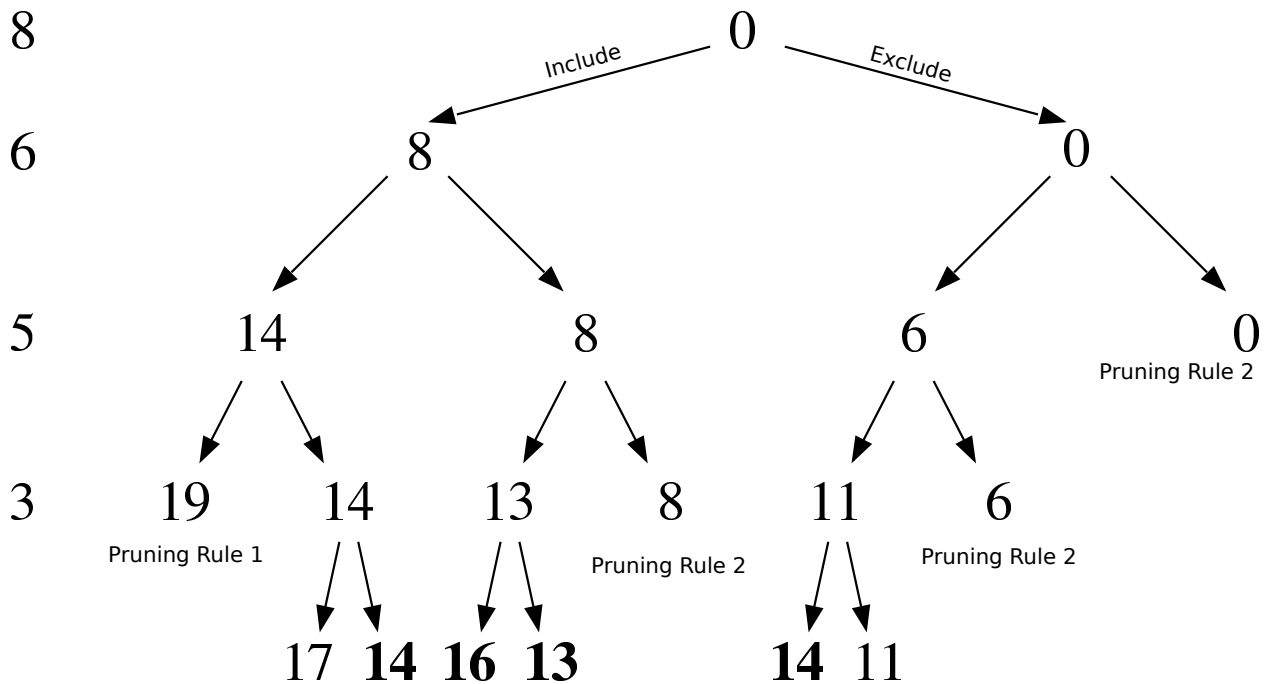 8 0
Include Exclude
6 8 0
5 14 8 6 0
Pruning Rule 2
3 19 14 13 8 11 6
Pruning Rule 1 Pruning Rule 2 Pruning Rule 2
17 14 16 13 14 11